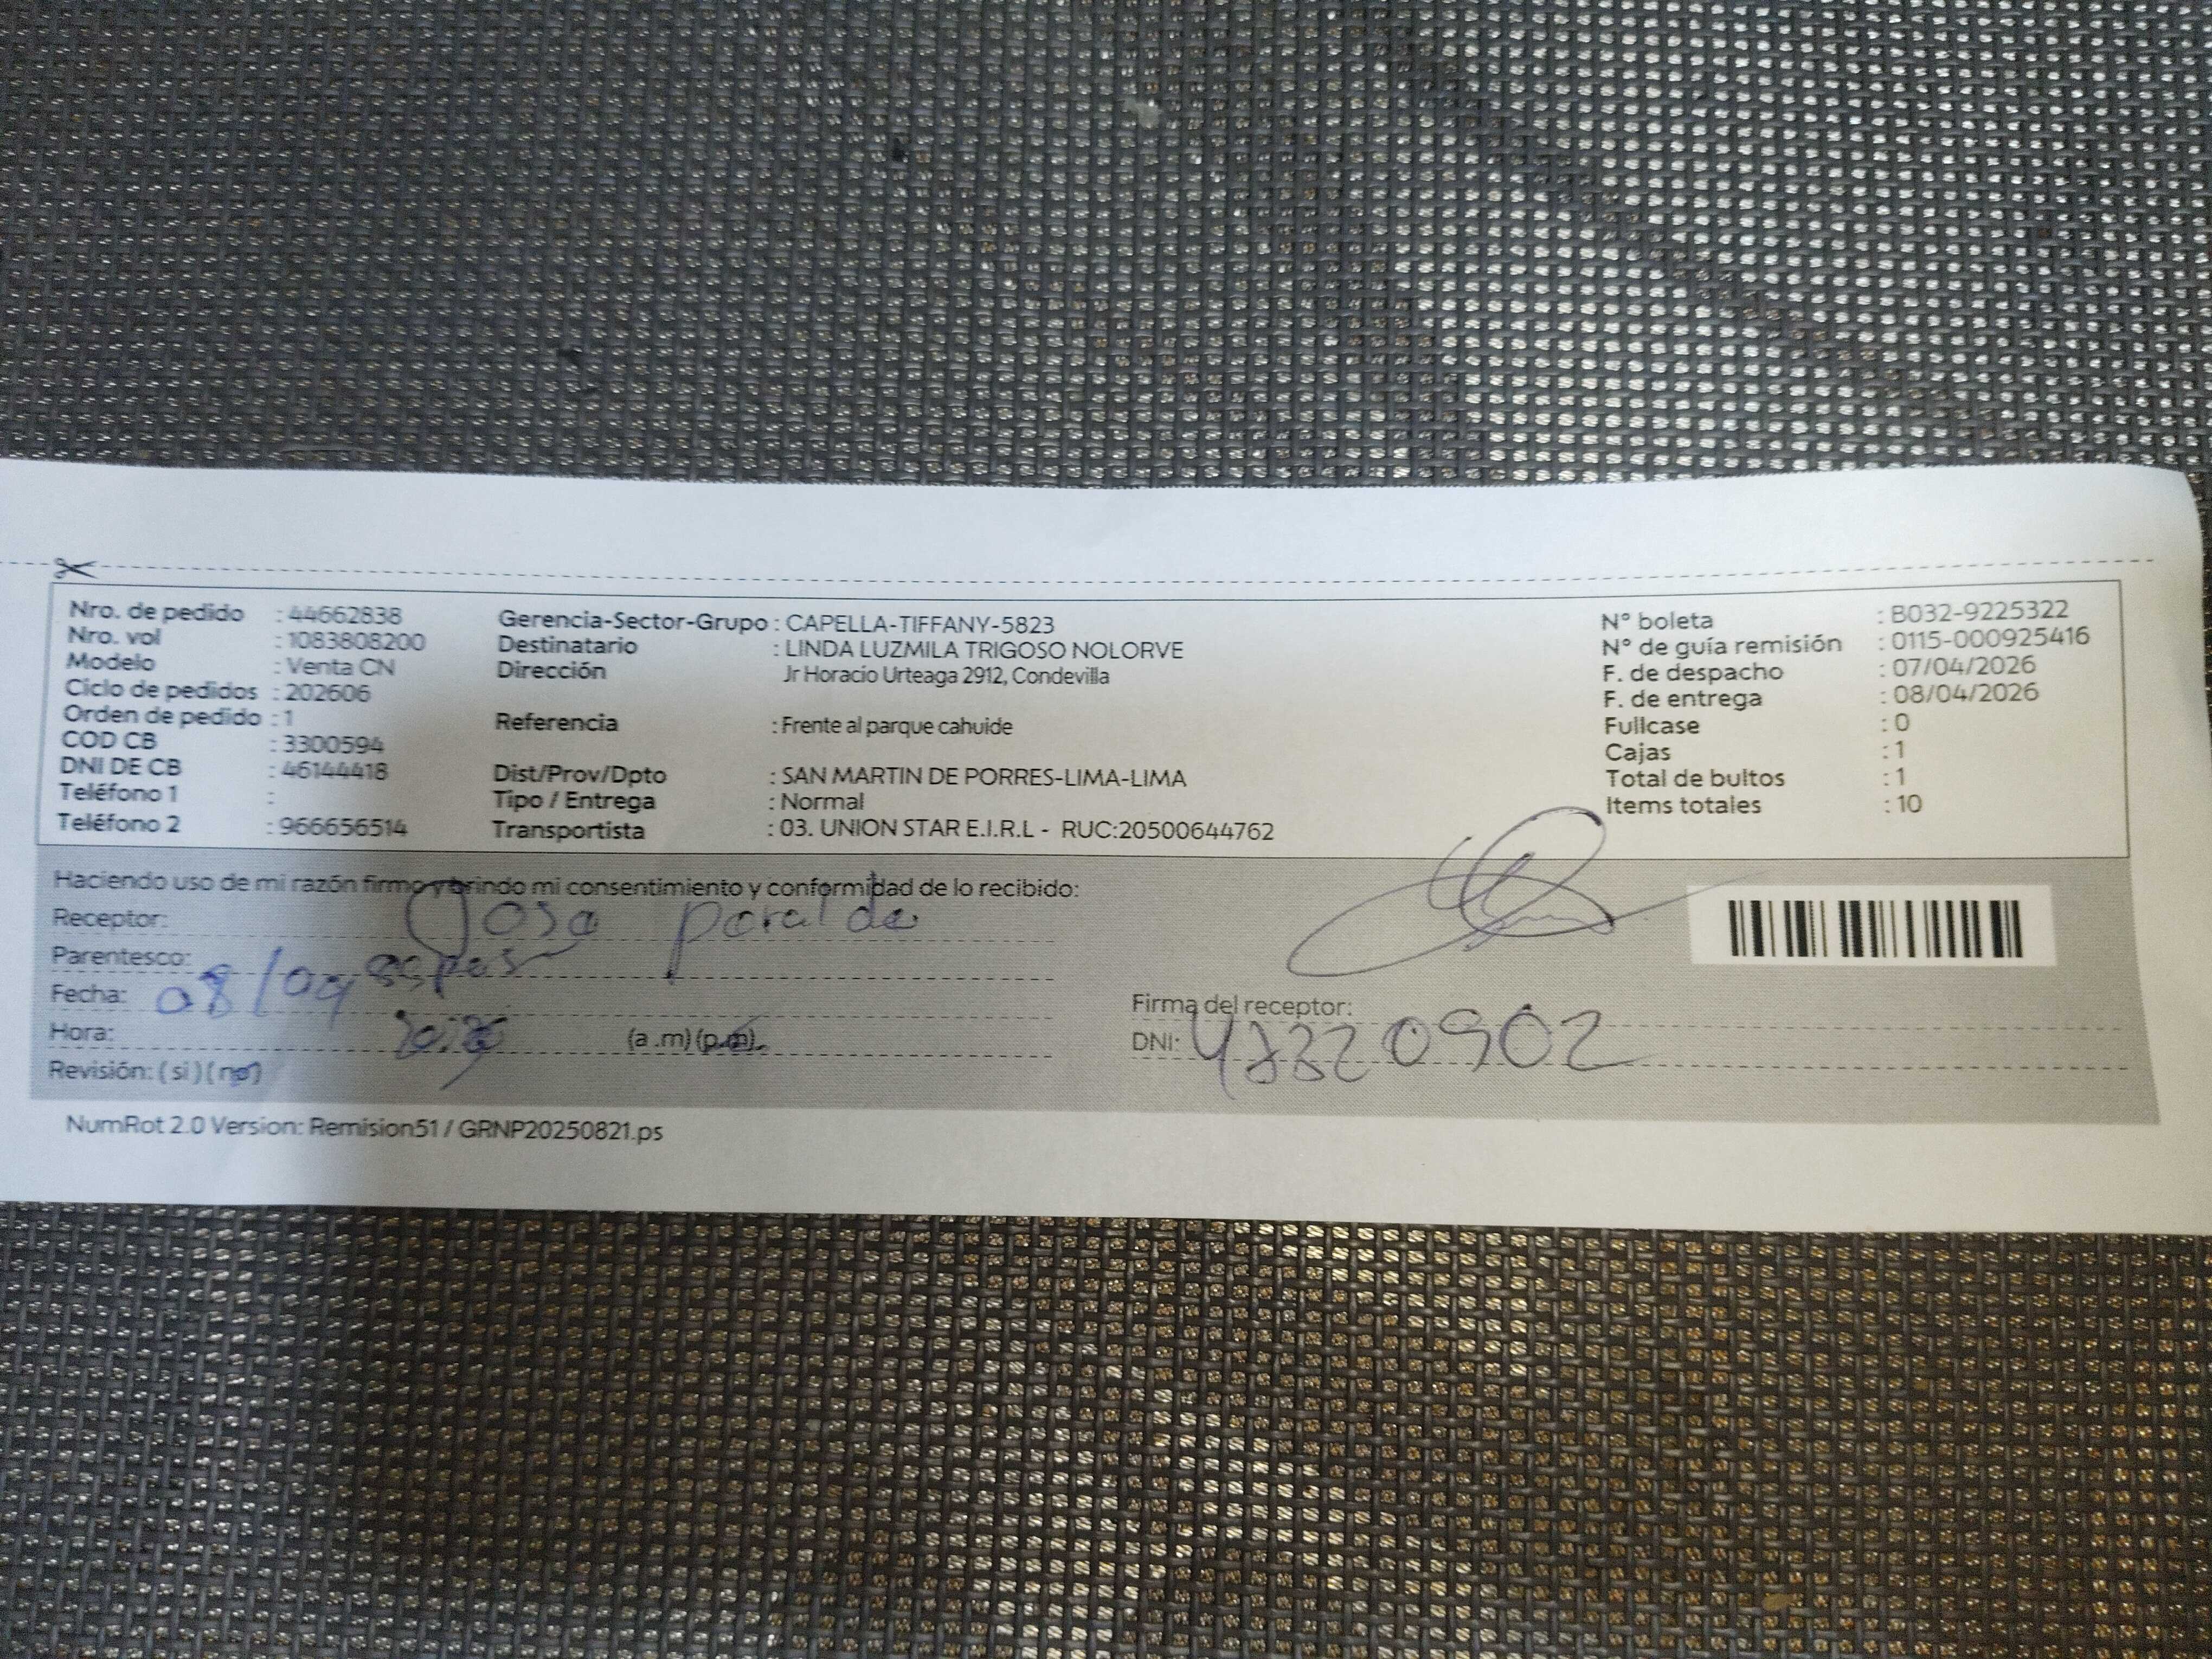 Nro. de pedido : 44662838
Nro. vol : 1083808200
Modelo : Venta CN
Ciclo de pedidos : 202606
Orden de pedido : 1
COD CB : 3300594
DNI DE CB : 46144418
Teléfono 1 :
Teléfono 2 : 966656514
Gerencia-Sector-Grupo : CAPELLA-TIFFANY-5823
Destinatario : LINDA LUZMILA TRIGOSO NOLORVE
Dirección Jr Horacio Urteaga 2912, Condevilla
Referencia : Frente al parque cahuide
Dist/Prov/Dpto : SAN MARTIN DE PORRES-LIMA-LIMA
Tipo / Entrega : Normal
Transportista : 03. UNION STAR E.I.R.L - RUC:20500644762
N° boleta : B032-9225322
N° de guía remisión : 0115-000925416
F. de despacho : 07/04/2026
F. de entrega : 08/04/2026
Fullcase : 0
Cajas : 1
Total de bultos : 1
Items totales : 10
Haciendo uso de mi razón firmo y brindo mi consentimiento y conformidad de lo recibido:
Receptor: Jose
Parentesco:
Fecha: 08/04
Hora: (a .m) (p.m)
Revisión: ( si ) ( no )
Firma del receptor:
DNI:
NumRot 2.0 Version: Remision51 / GRNP20250821.ps